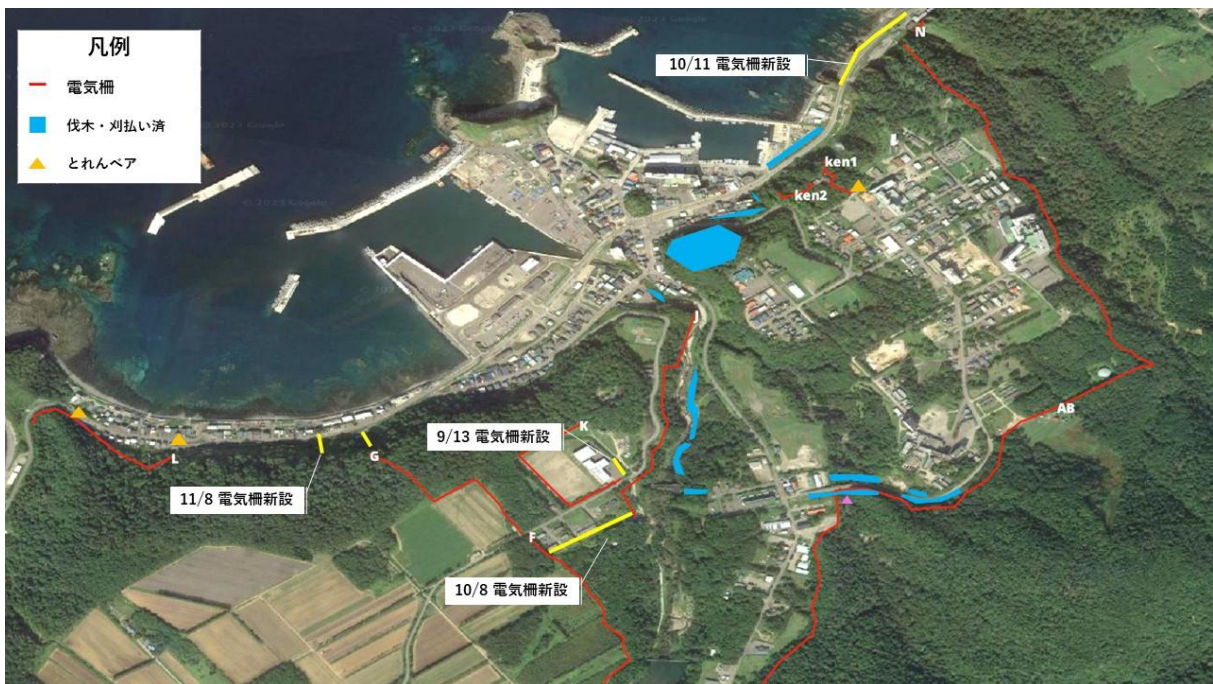 凡例
電気柵
伐木・刈払い済
とれんベア
10/11 電気柵新設
N
ken1
ken2
J
AB
K
9/13 電気柵新設
L
G
11/8 電気柵新設
F
10/8 電気柵新設